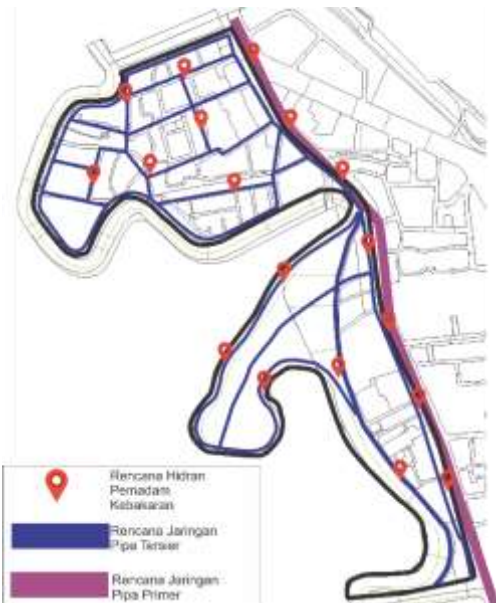 Rencana Hidran
Pemadam
Kebakaran
Rencana Jaringan
Pipa Tersier
Rencana Jaringan
Pipa Primer